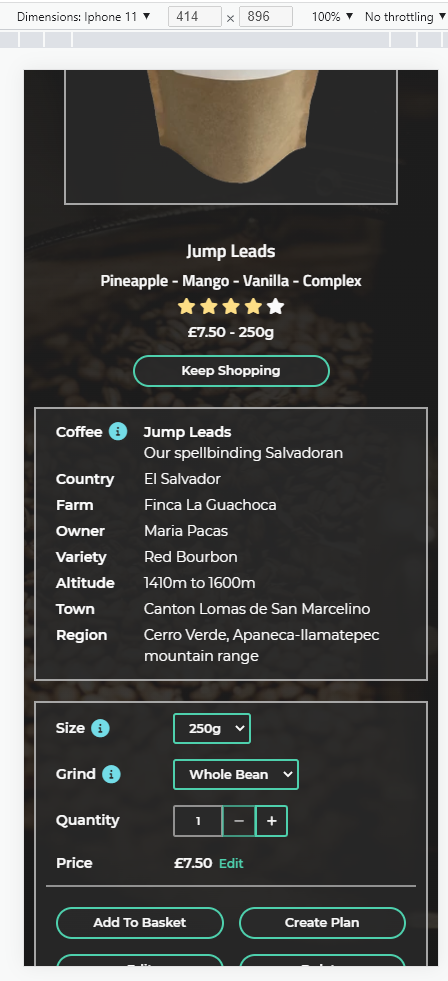 Dimensions: Iphone 11 ▼ 414 × 896 100% ▼ No throttling ▼
Jump Leads
Pineapple - Mango - Vanilla - Complex
£7.50 - 250g
Keep Shopping
Coffee Jump Leads
Our spellbinding Salvadoran
Country El Salvador
Farm Finca La Guachoca
Owner Maria Pacas
Variety Red Bourbon
Altitude 1410m to 1600m
Town Canton Lomas de San Marcelino
Region Cerro Verde, Apaneca-Ilamatepec
mountain range
Size 250g
Grind Whole Bean
Quantity 1 − +
Price £7.50 Edit
Add To Basket Create Plan